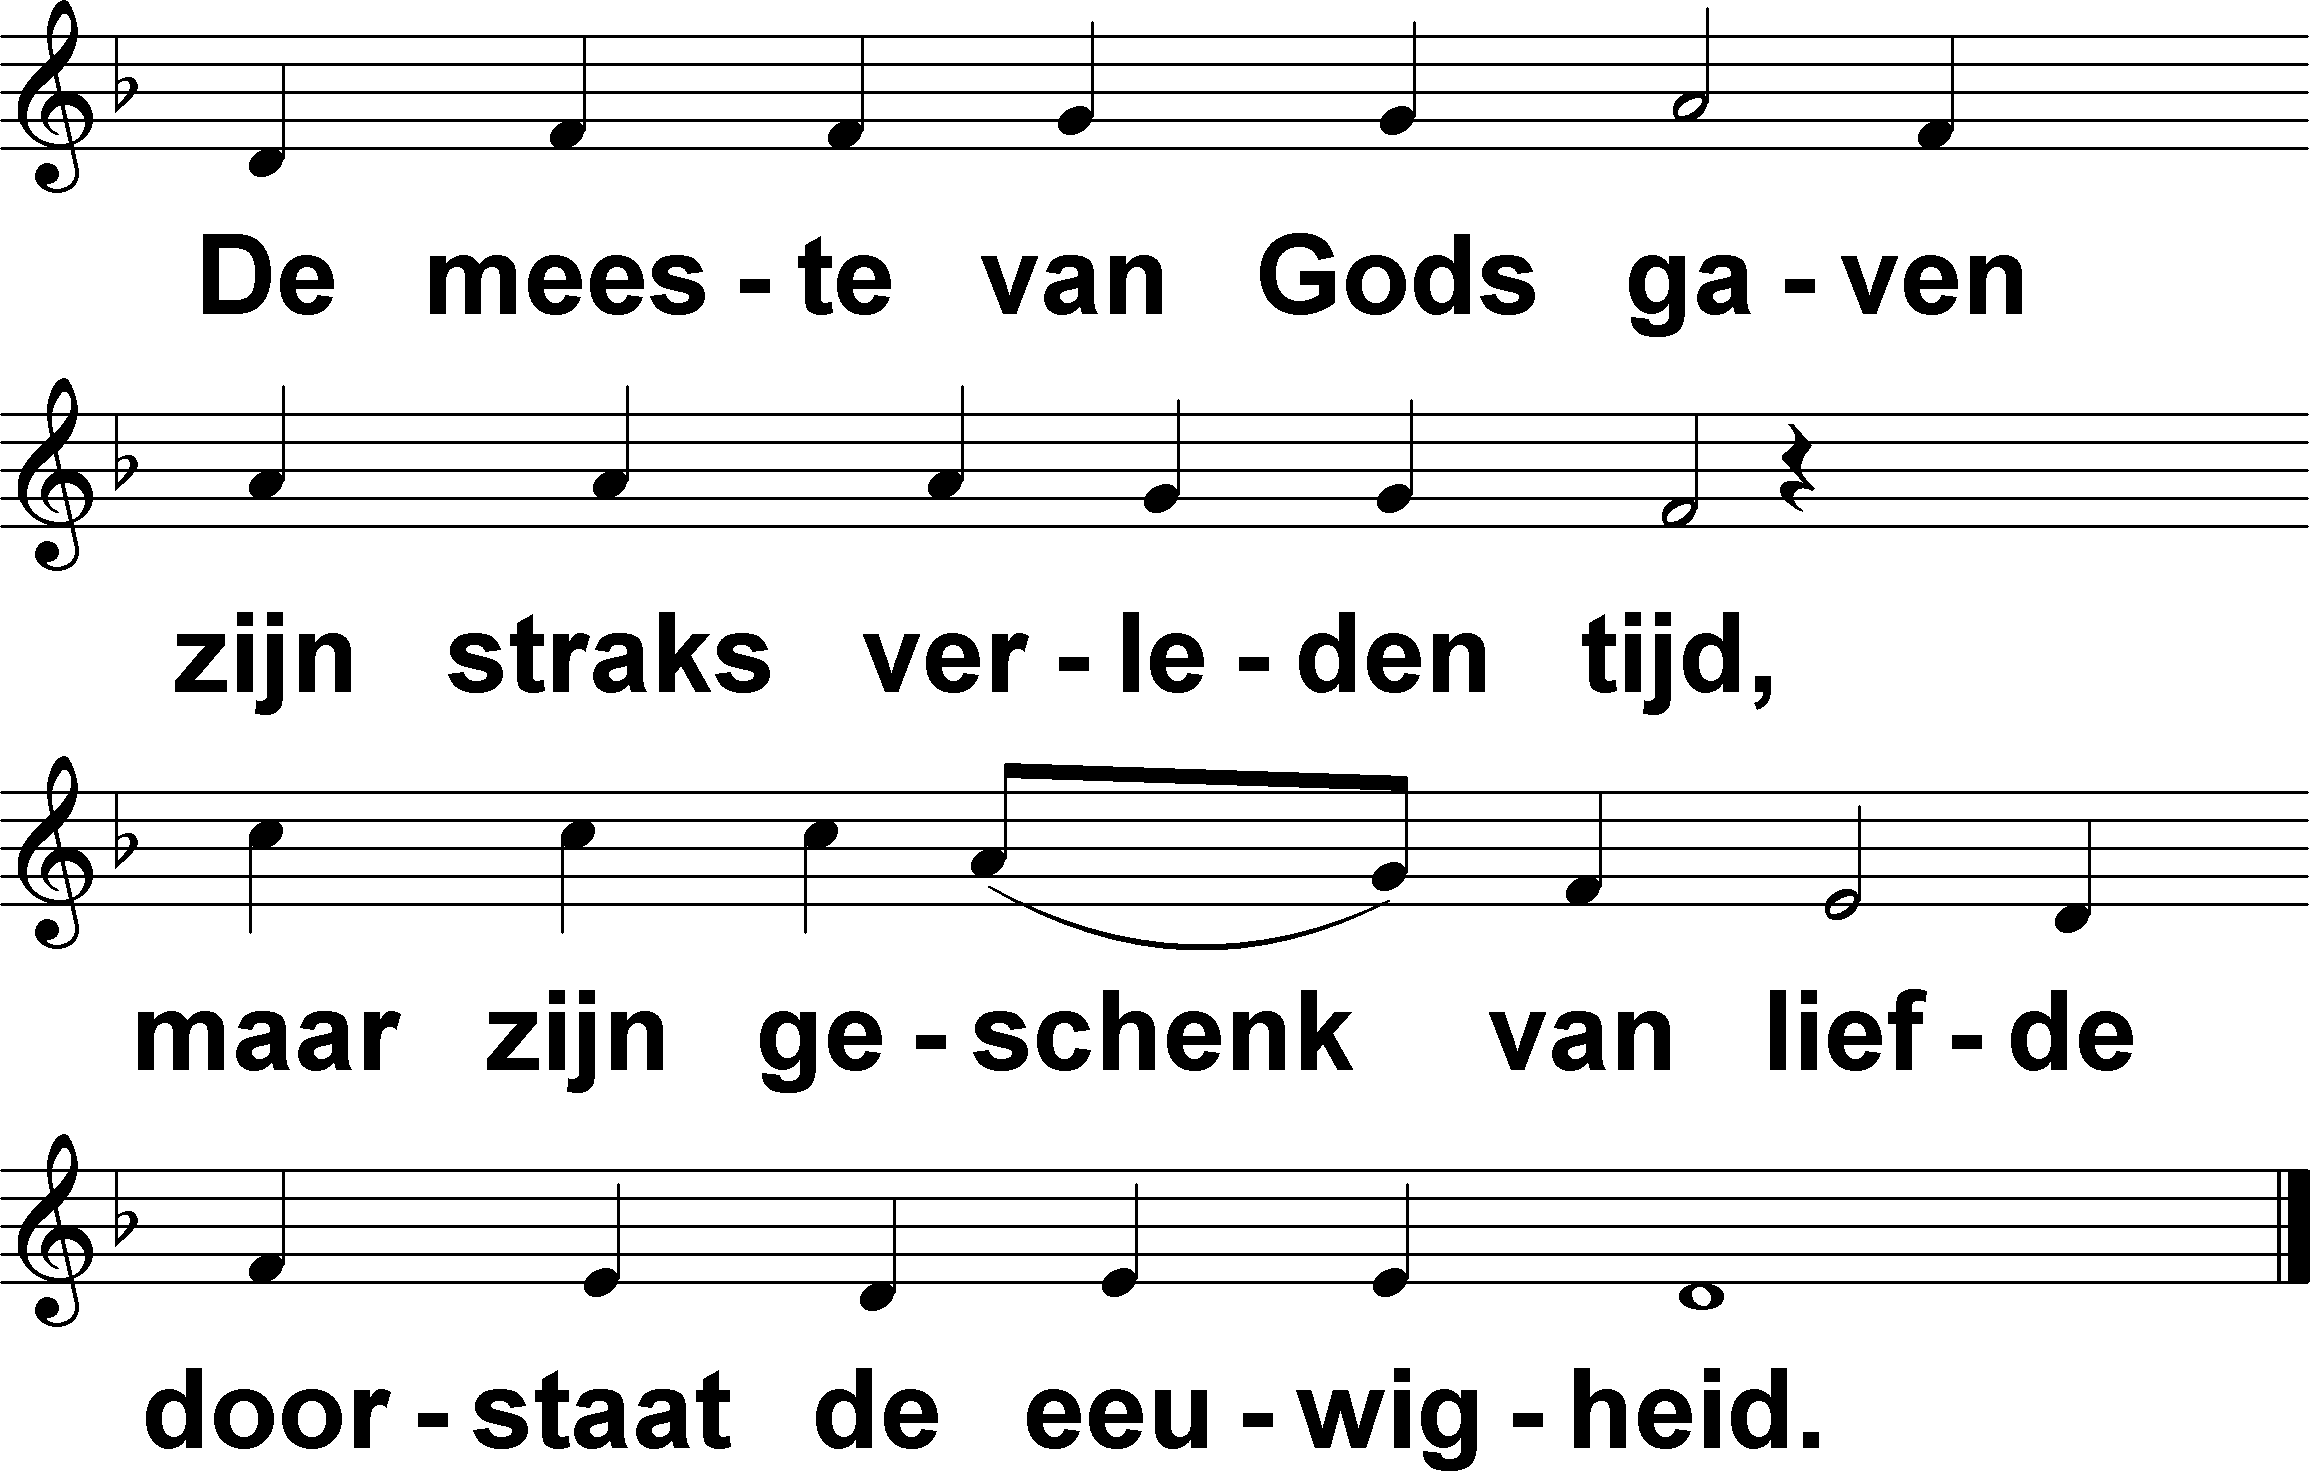 De mees - te van Gods ga - ven
zijn straks ver - le - den tijd,
maar zijn ge - schenk van lief - de
door - staat de eeu - wig - heid.